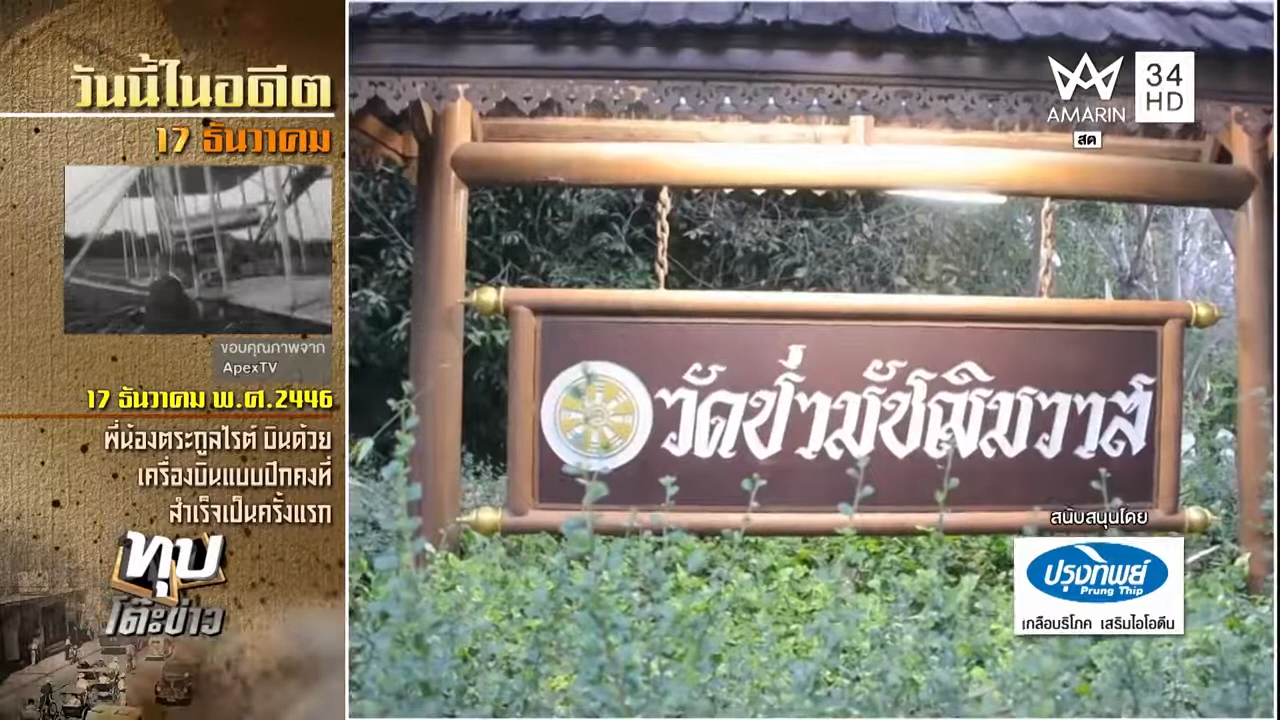 วันนี้ในอดีต
17 ธันวาคม
ขอบคุณภาพจาก
ApexTV
17 ธันวาคม พ.ศ.2446
พี่น้องตระกูลไรต์ บินด้วย
เครื่องบินแบบปีกคงที่
สำเร็จเป็นครั้งแรก
ทุบ
โต๊ะข่าว
AMARIN
34
HD
สด
วัดป่ามัชฌิมวาส
สนับสนุนโดย
ปรุงทิพย์
Prung Thip
เกลือบริโภค เสริมไอโอดีน